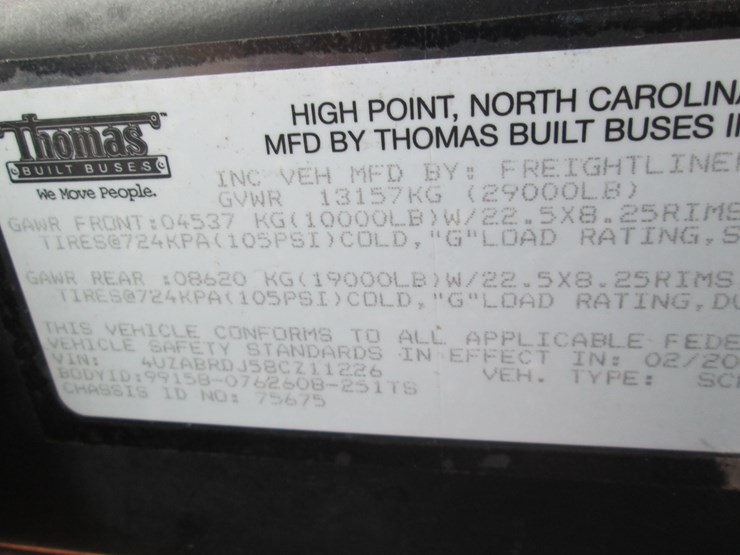 Thomas™
BUILT BUSES
We Move People.
HIGH POINT, NORTH CAROLIN
MFD BY THOMAS BUILT BUSES
INC VEH MFD BY: FREIGHTLINE
GVWR 13157KG (29000LB)
GAWR FRONT:04537 KG(10000LB)W/22.5X8.25RIMS
TIRES@724KPA(105PSI)COLD,"G"LOAD RATING,S
GAWR REAR :08620 KG(19000LB)W/22.5X8.25RIMS
TIRES@724KPA(105PSI)COLD,"G"LOAD RATING,DU
THIS VEHICLE CONFORMS TO ALL APPLICABLE FEDE
VEHICLE SAFETY STANDARDS IN EFFECT IN: 02/20
VIN: 4UZABRDJ58CZ11226 VEH. TYPE: SC
BODYID:99158-0762608-251TS
CHASSIS ID NO: 75675